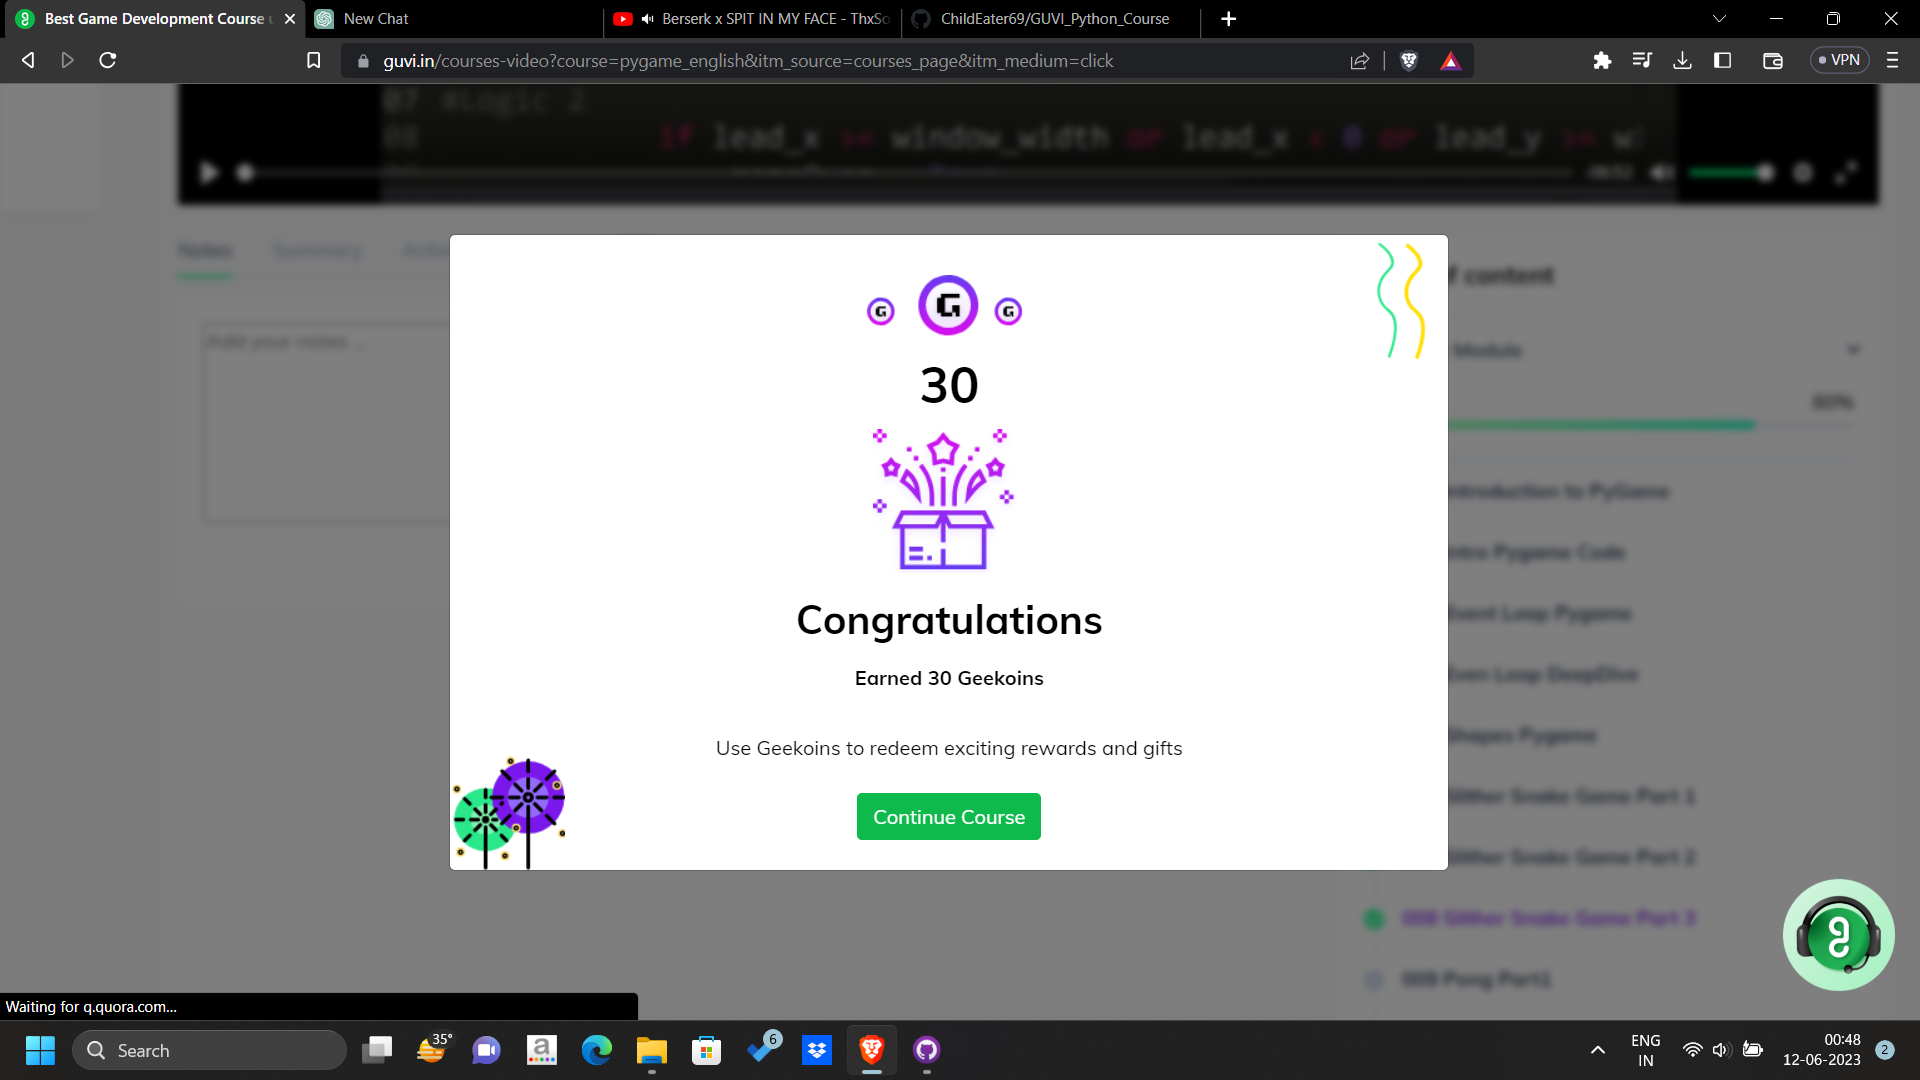 Best Game Development Course u
New Chat
Berserk x SPIT IN MY FACE - ThxSo
ChildEater69/GUVI_Python_Course
guvi.in/courses-video?course=pygame_english&itm_source=courses_page&itm_medium=click
VPN
07 #Logic 2
08 if lead_x >= window_width or lead_x < 0 or lead_y >= wi
Notes Summary
f content
Add your notes ...
Module
80%
Introduction to PyGame
Intro Pygame Code
Event Loop Pygame
Even Loop DeepDive
Shapes Pygame
Slither Snake Game Part 1
Slither Snake Game Part 2
008 Slither Snake Game Part 3
009 Pong Part1
G G G
30
Congratulations
Earned 30 Geekoins
Use Geekoins to redeem exciting rewards and gifts
Continue Course
Waiting for q.quora.com...
Search
35°
a
6
ENG
IN
00:48
12-06-2023
2